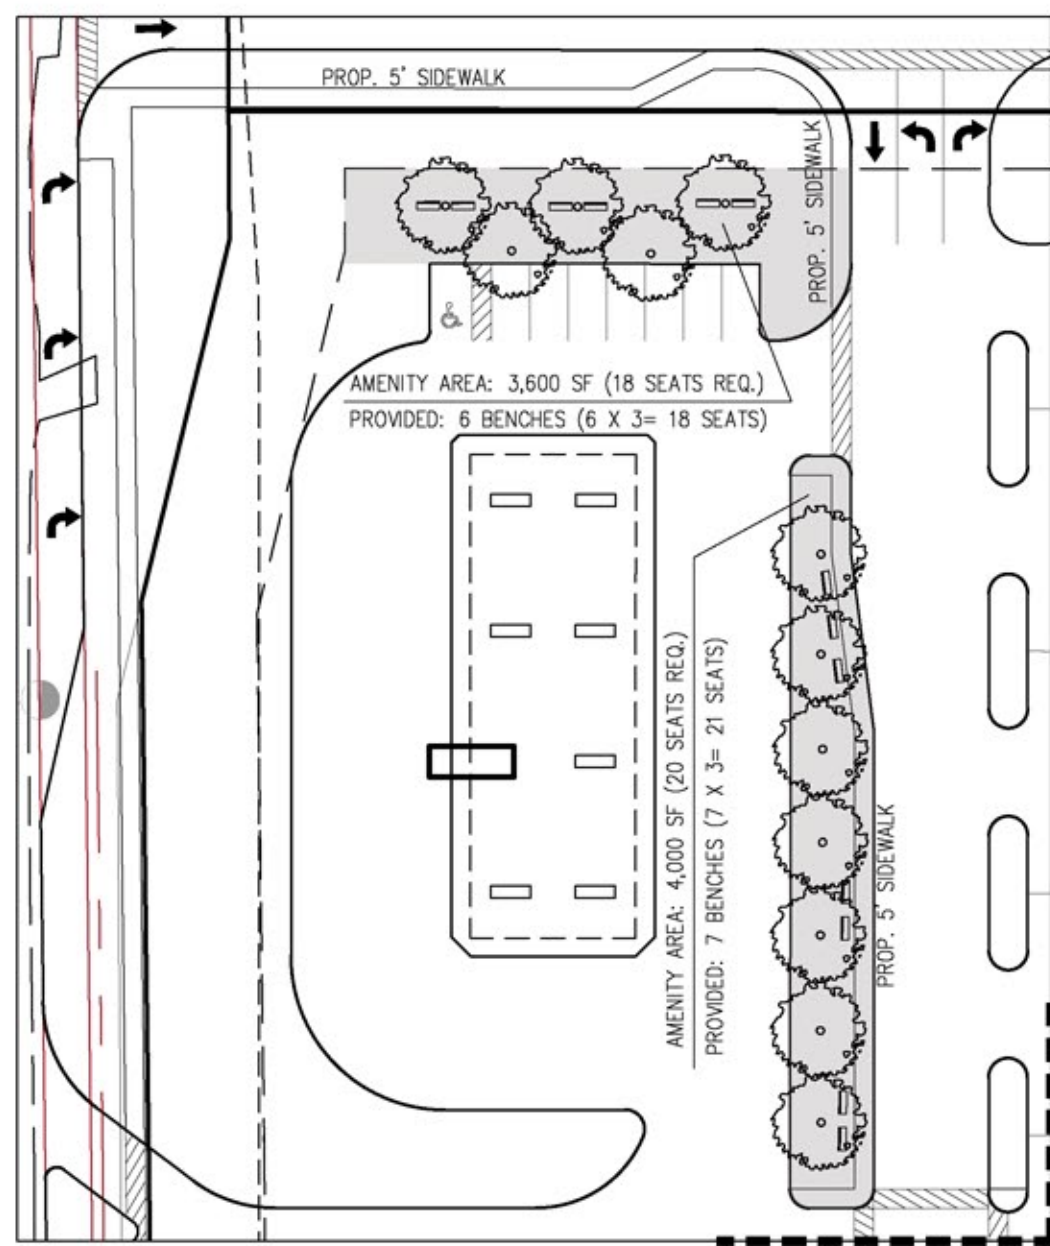 PROP. 5' SIDEWALK
PROP. 5' SIDEWALK
AMENITY AREA: 3,600 SF (18 SEATS REQ.)
PROVIDED: 6 BENCHES (6 X 3= 18 SEATS)
AMENITY AREA: 4,000 SF (20 SEATS REQ.)
PROVIDED: 7 BENCHES (7 X 3= 21 SEATS)
PROP. 5' SIDEWALK